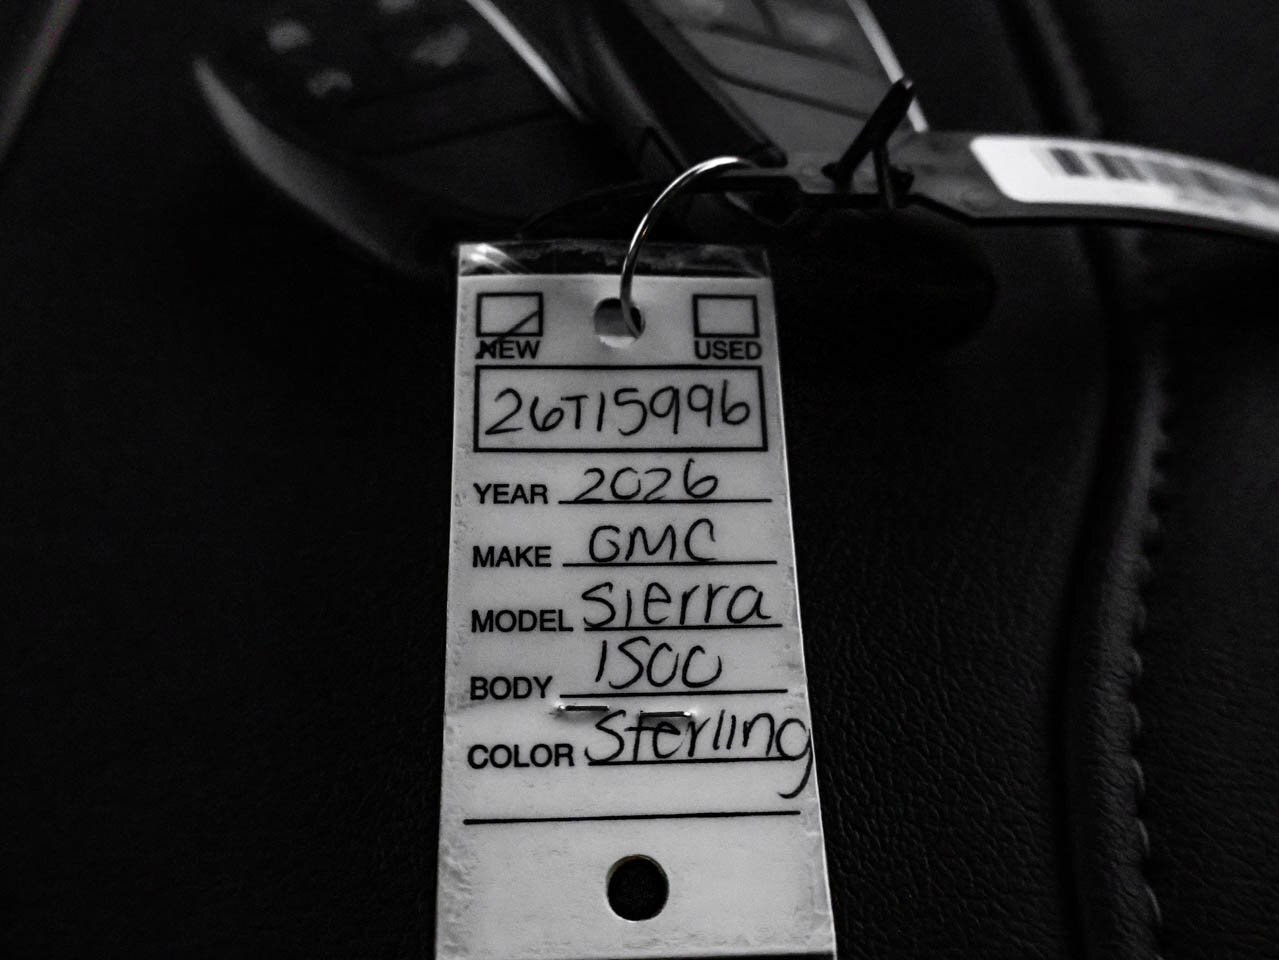 NEW USED
26T15996
YEAR 2026
MAKE GMC
MODEL Sierra
BODY 1500
COLOR Sterling